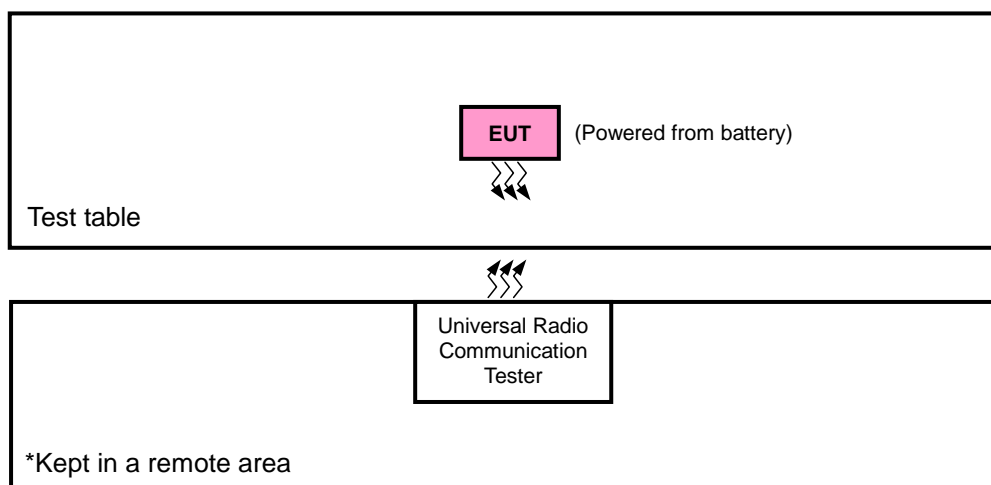 EUT
(Powered from battery)
Test table
Universal Radio
Communication
Tester
*Kept in a remote area